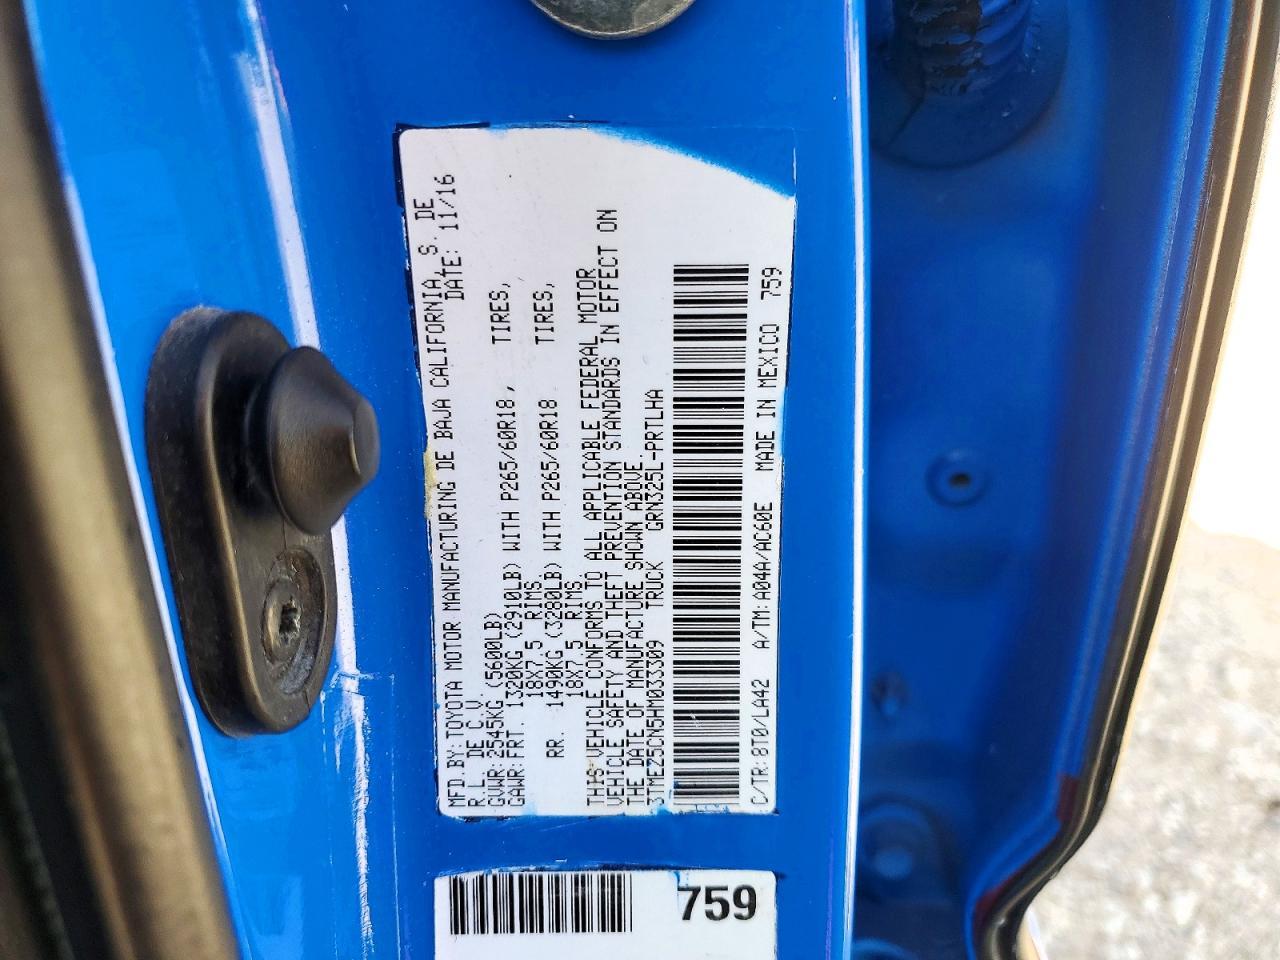 MFD.BY:TOYOTA MOTOR MANUFACTURING DE BAJA CALIFORNIA, S. DE
R.L. DE C.V. DATE: 11/16
GVWR:2545KG (5600LB)
GAWR:FRT. 1320KG (2910LB) WITH P265/60R18, TIRES,
18X7.5 RIMS.
RR. 1490KG (3280LB) WITH P265/60R18 TIRES,
18X7.5 RIMS.
THIS VEHICLE CONFORMS TO ALL APPLICABLE FEDERAL MOTOR
VEHICLE SAFETY AND THEFT PREVENTION STANDARDS IN EFFECT ON
THE DATE OF MANUFACTURE SHOWN ABOVE.
3TMEZ5CN5HM033309 TRUCK GRN325L-PRTLHA
C/TR:8T0/LA42 A/TM:A04A/AC60E MADE IN MEXICO 759
759